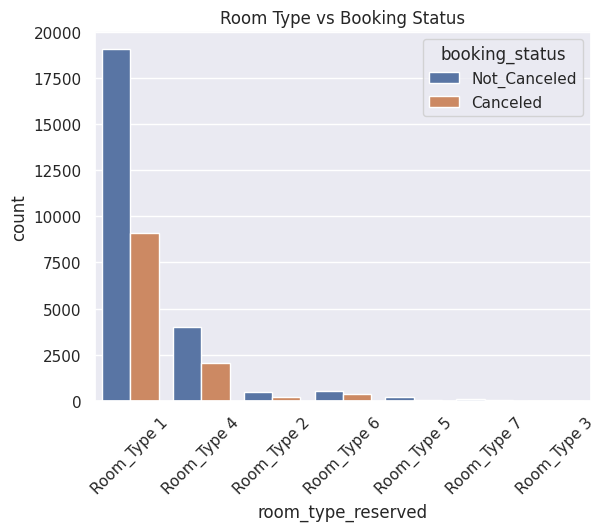 Room Type vs Booking Status
booking_status
Not_Canceled
Canceled
20000
17500
15000
12500
10000
7500
5000
2500
0
count
Room_Type 1
Room_Type 4
Room_Type 2
Room_Type 6
Room_Type 5
Room_Type 7
Room_Type 3
room_type_reserved